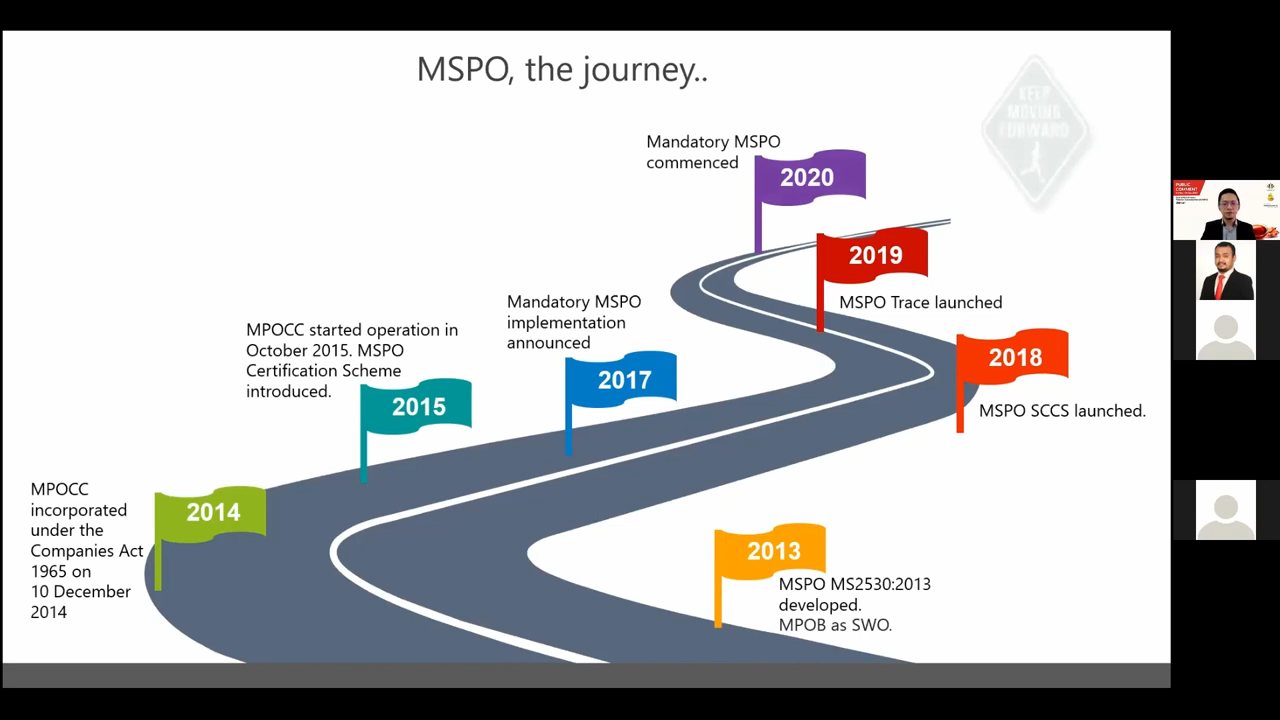 MSPO, the journey..
KEEP
MOVING
FORWARD
Mandatory MSPO
commenced
2020
2019
MSPO Trace launched
2018
MSPO SCCS launched.
Mandatory MSPO
implementation
announced
2017
MPOCC started operation in
October 2015. MSPO
Certification Scheme
introduced.
2015
MPOCC
incorporated
under the
Companies Act
1965 on
10 December
2014
2014
2013
MSPO MS2530:2013
developed.
MPOB as SWO.
PUBLIC
COMMENT